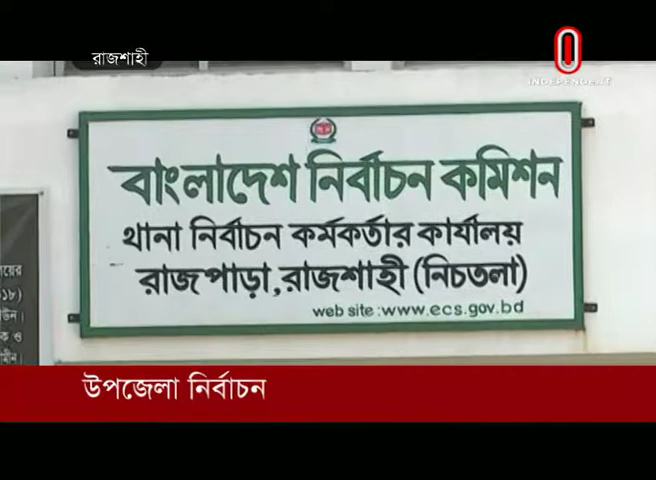 রাজশাহী
INDEPENDENT
বাংলাদেশ নির্বাচন কমিশন
থানা নির্বাচন কর্মকর্তার কার্যালয়
রাজপাড়া, রাজশাহী (নিচতলা)
web site :www.ecs.gov.bd
১৮)
ক ও
উপজেলা নির্বাচন